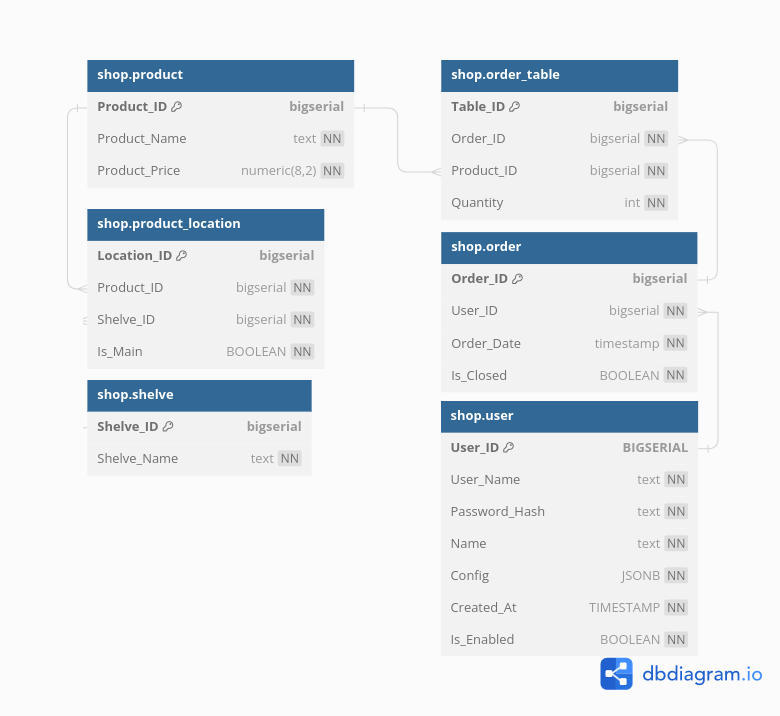 shop.product
Product_ID bigserial
Product_Name text NN
Product_Price numeric(8,2) NN
shop.product_location
Location_ID bigserial
Product_ID bigserial NN
Shelve_ID bigserial NN
Is_Main BOOLEAN NN
shop.shelve
Shelve_ID bigserial
Shelve_Name text NN
shop.order_table
Table_ID bigserial
Order_ID bigserial NN
Product_ID bigserial NN
Quantity int NN
shop.order
Order_ID bigserial
User_ID bigserial NN
Order_Date timestamp NN
Is_Closed BOOLEAN NN
shop.user
User_ID BIGSERIAL
User_Name text NN
Password_Hash text NN
Name text NN
Config JSONB NN
Created_At TIMESTAMP NN
Is_Enabled BOOLEAN NN
dbdiagram.io